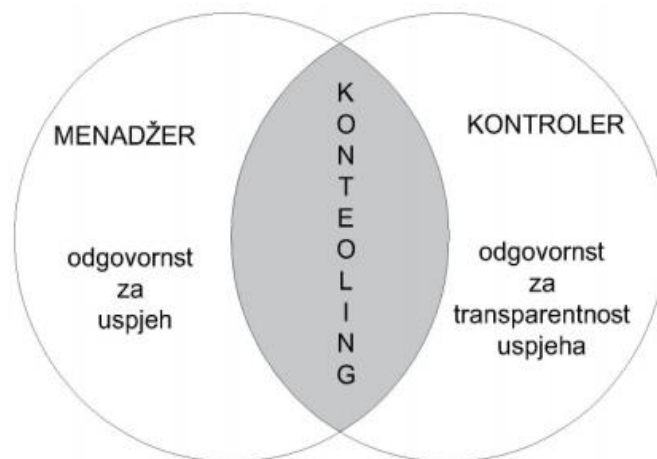 MENADŽER
odgovornst
za
uspjeh
K
O
N
T
E
O
L
I
N
G
KONTROLER
odgovornst
za
transparentnost
uspjeha